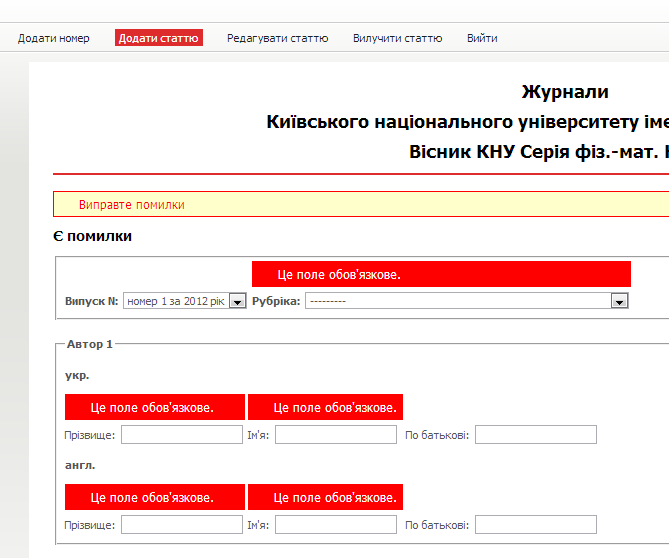 Додати номер Додати статтю Редагувати статтю Вилучити статтю Вийти
Журнали
Київського національного університету
Вісник КНУ Серія фіз.-мат.
Виправте помилки
Є помилки
Це поле обов'язкове.
Випуск N: номер 1 за 2012 рік Рубріка: ---------
Автор 1
укр.
Це поле обов'язкове. Це поле обов'язкове.
Прізвище: Ім'я: По батькові:
англ.
Це поле обов'язкове. Це поле обов'язкове.
Прізвище: Ім'я: По батькові: